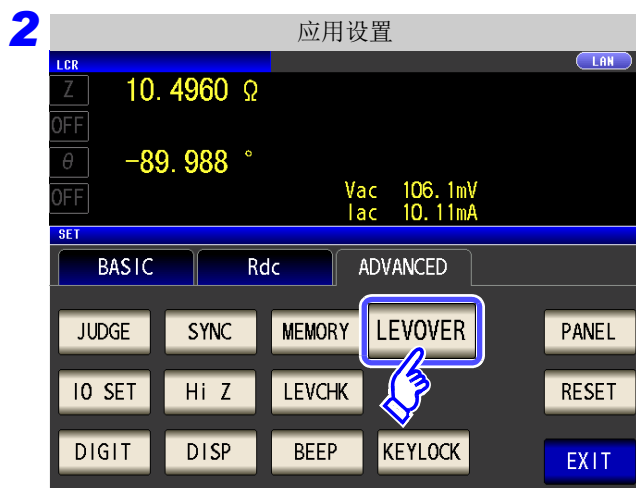 2
应用设置
LCR LAN
Z 10.4960 Ω
OFF
θ -89.988 °
OFF
Vac 106.1mV
Iac 10.11mA
SET
BASIC Rdc ADVANCED
JUDGE SYNC MEMORY LEVOVER PANEL
IO SET Hi Z LEVCHK RESET
DIGIT DISP BEEP KEYLOCK EXIT